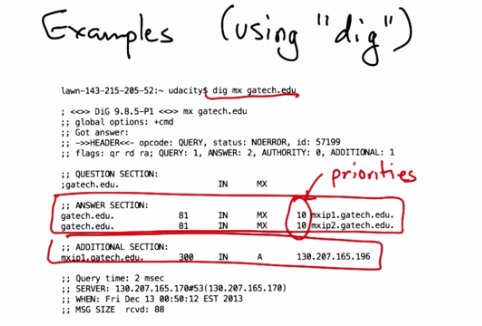 Examples (using "dig")
lawn-143-215-205-52:~ udacity$ dig mx gatech.edu
; <<>> DiG 9.8.5-P1 <<>> mx gatech.edu
;; global options: +cmd
;; Got answer:
;; ->>HEADER<<- opcode: QUERY, status: NOERROR, id: 57199
;; flags: qr rd ra; QUERY: 1, ANSWER: 2, AUTHORITY: 0, ADDITIONAL: 1
;; QUESTION SECTION:
;gatech.edu. IN MX
priorities
;; ANSWER SECTION:
gatech.edu. 81 IN MX 10 mxip1.gatech.edu.
gatech.edu. 81 IN MX 10 mxip2.gatech.edu.
;; ADDITIONAL SECTION:
mxip1.gatech.edu. 300 IN A 130.207.165.196
;; Query time: 2 msec
;; SERVER: 130.207.165.170#53(130.207.165.170)
;; WHEN: Fri Dec 13 00:50:12 EST 2013
;; MSG SIZE rcvd: 88